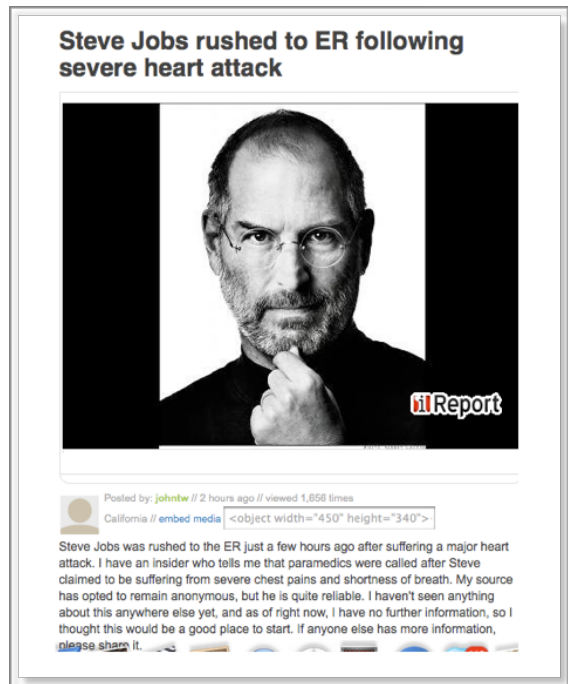 Steve Jobs rushed to ER following
severe heart attack
iReport
Posted by: johntw // 2 hours ago // viewed 1,656 times
California // embed media <object width="450" height="340">
Steve Jobs was rushed to the ER just a few hours ago after suffering a major heart
attack. I have an insider who tells me that paramedics were called after Steve
claimed to be suffering from severe chest pains and shortness of breath. My source
has opted to remain anonymous, but he is quite reliable. I haven't seen anything
about this anywhere else yet, and as of right now, I have no further information, so I
thought this would be a good place to start. If anyone else has more information,
please share it.